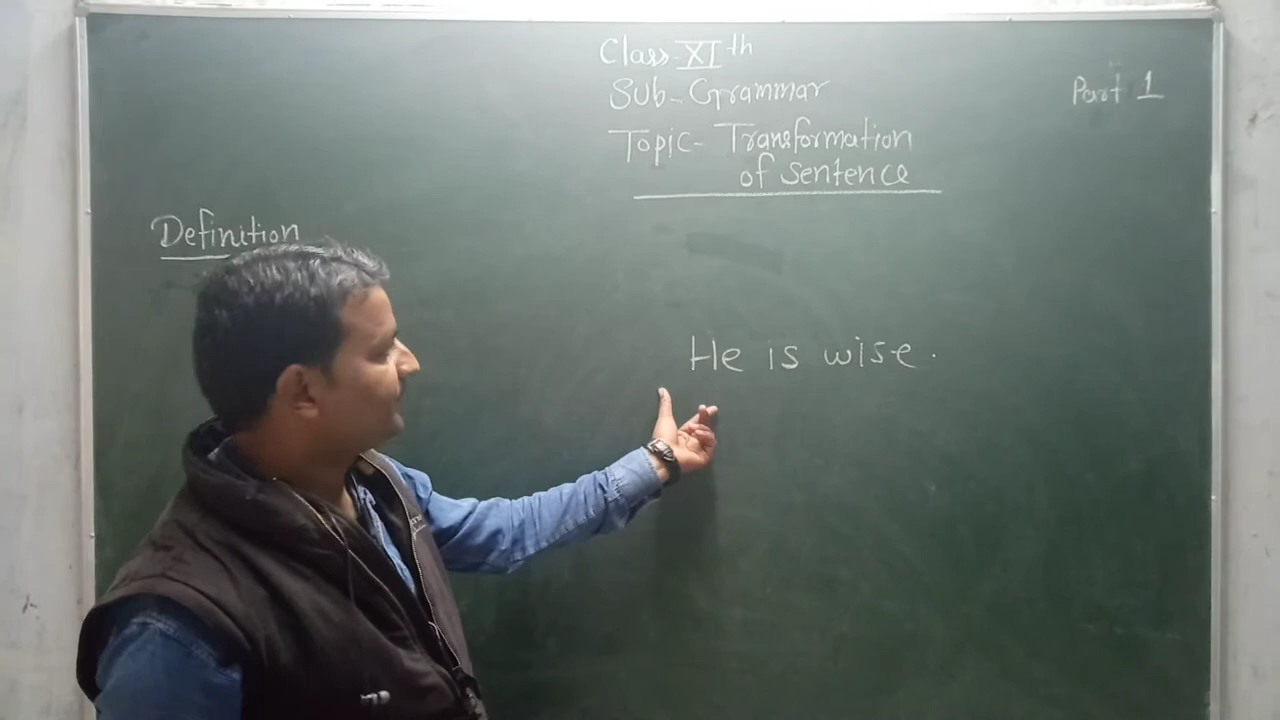 Class-XIth
Sub-Grammar
Topic- Transformation
of Sentence
Part 1
Definition
He is wise.